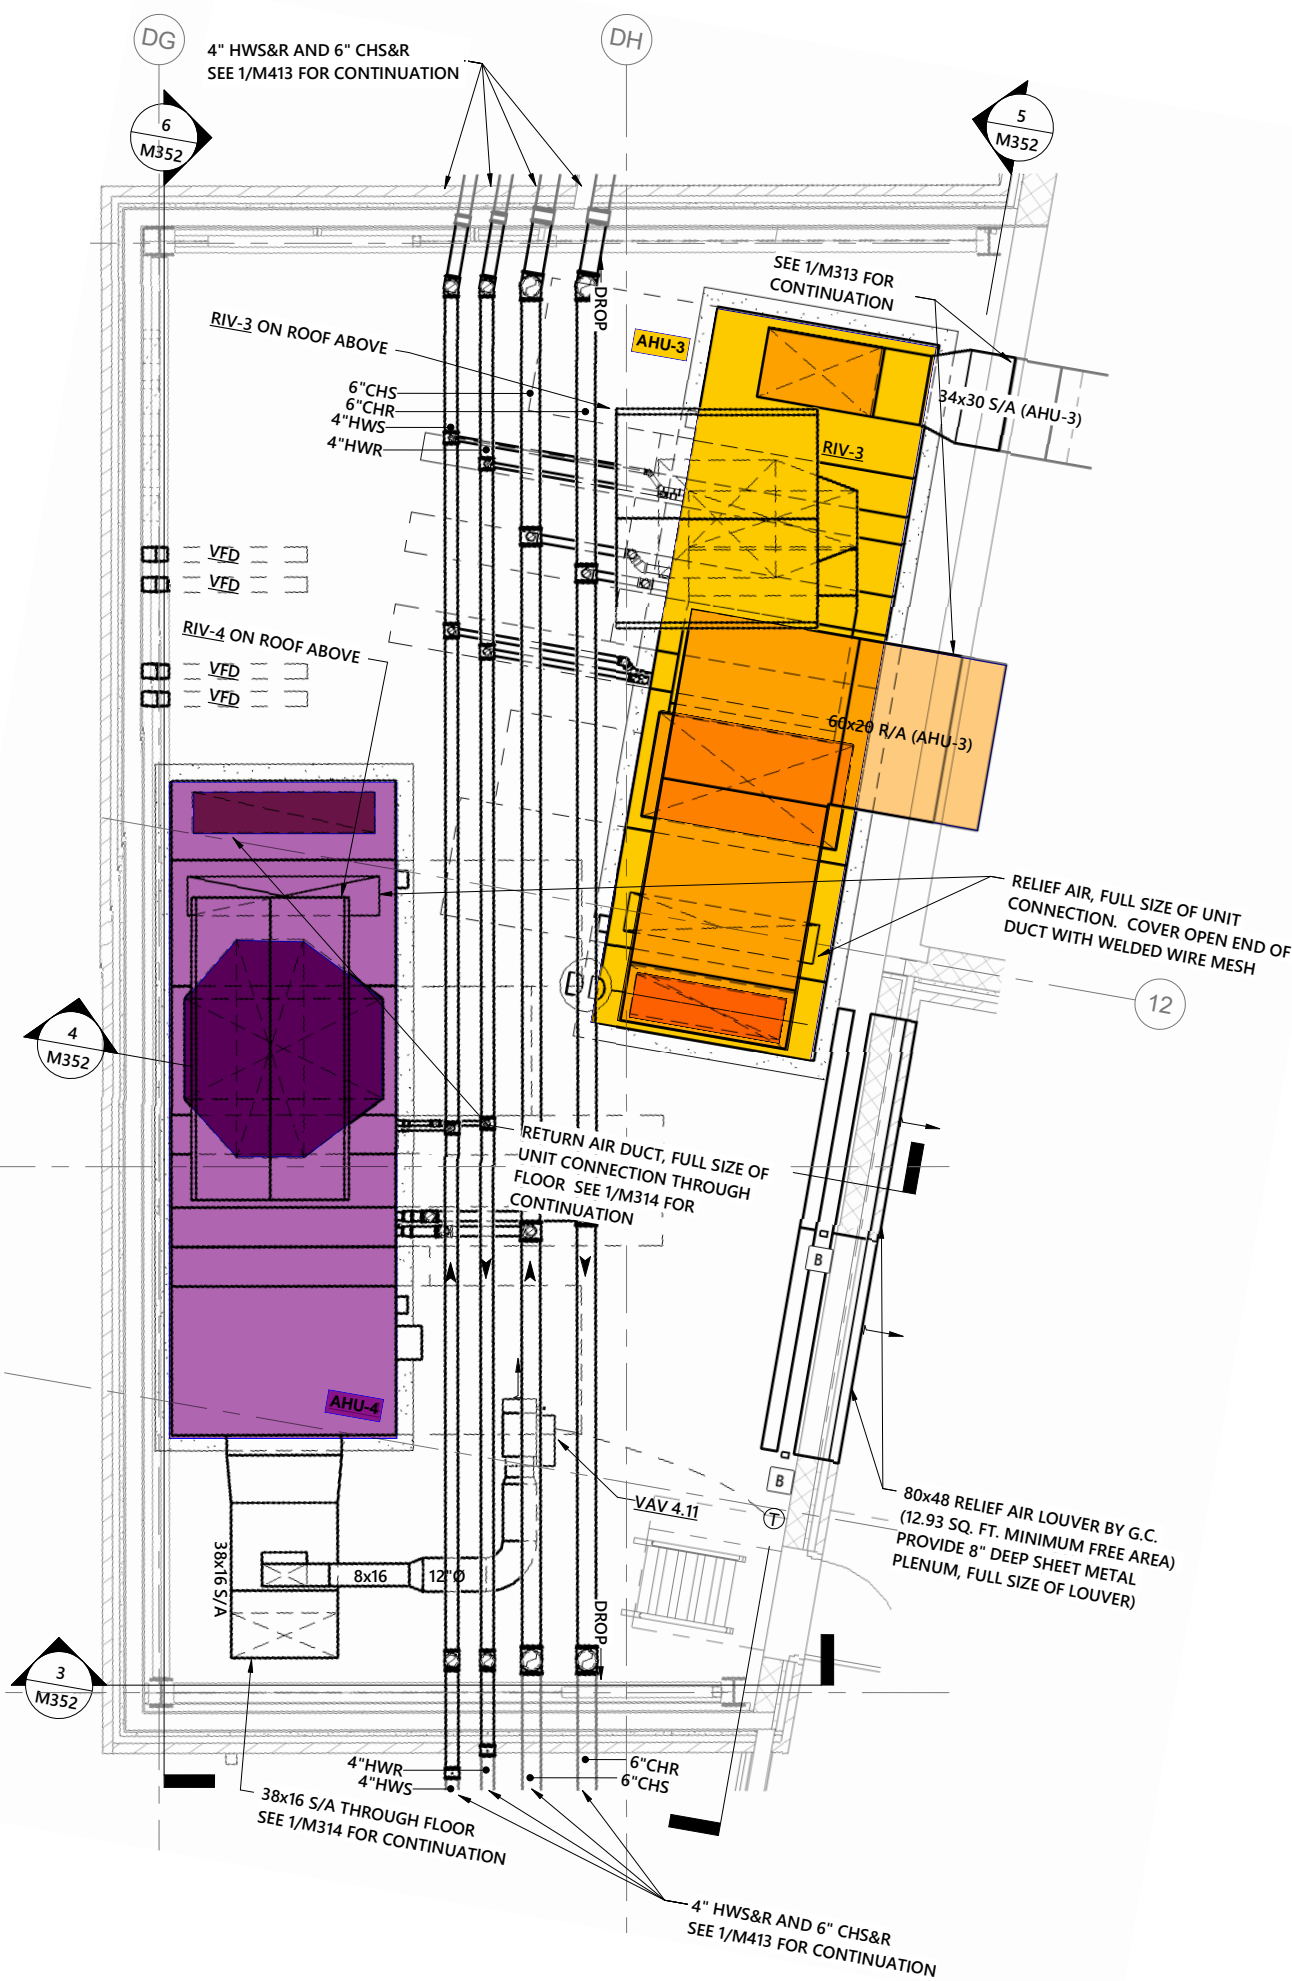 DG
DH
4" HWS&R AND 6" CHS&R
SEE 1/M413 FOR CONTINUATION
6
M352
5
M352
SEE 1/M313 FOR
CONTINUATION
DROP
RIV-3 ON ROOF ABOVE
AHU-3
6"CHS
6"CHR
4"HWS
4"HWR
34x30 S/A (AHU-3)
RIV-3
VFD
VFD
RIV-4 ON ROOF ABOVE
VFD
VFD
60x20 R/A (AHU-3)
RELIEF AIR, FULL SIZE OF UNIT
CONNECTION. COVER OPEN END OF
DUCT WITH WELDED WIRE MESH
12
4
M352
RETURN AIR DUCT, FULL SIZE OF
UNIT CONNECTION THROUGH
FLOOR SEE 1/M314 FOR
CONTINUATION
B
AHU-4
B
VAV 4.11
T
80x48 RELIEF AIR LOUVER BY G.C.
(12.93 SQ. FT. MINIMUM FREE AREA)
PROVIDE 8" DEEP SHEET METAL
PLENUM, FULL SIZE OF LOUVER)
38x16 S/A
8x16
12"Ø
DROP
3
M352
4"HWR
4"HWS
6"CHR
6"CHS
38x16 S/A THROUGH FLOOR
SEE 1/M314 FOR CONTINUATION
4" HWS&R AND 6" CHS&R
SEE 1/M413 FOR CONTINUATION